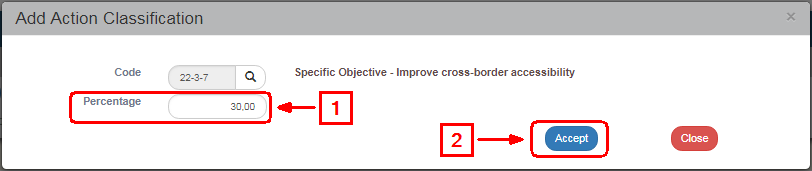 Add Action Classification ×
Code 22-3-7 Specific Objective - Improve cross-border accessibility
Percentage 30,00 1
2 Accept Close